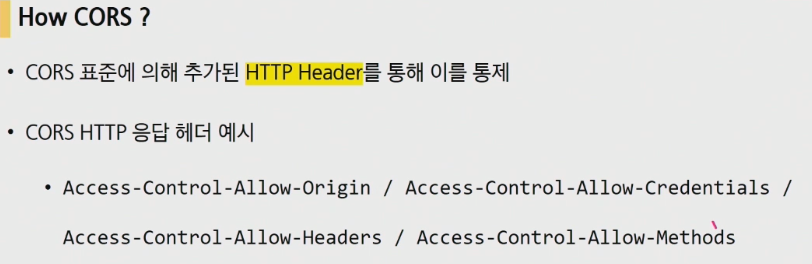 How CORS ?
• CORS 표준에 의해 추가된 HTTP Header를 통해 이를 통제
• CORS HTTP 응답 헤더 예시
• Access-Control-Allow-Origin / Access-Control-Allow-Credentials /
Access-Control-Allow-Headers / Access-Control-Allow-Methods